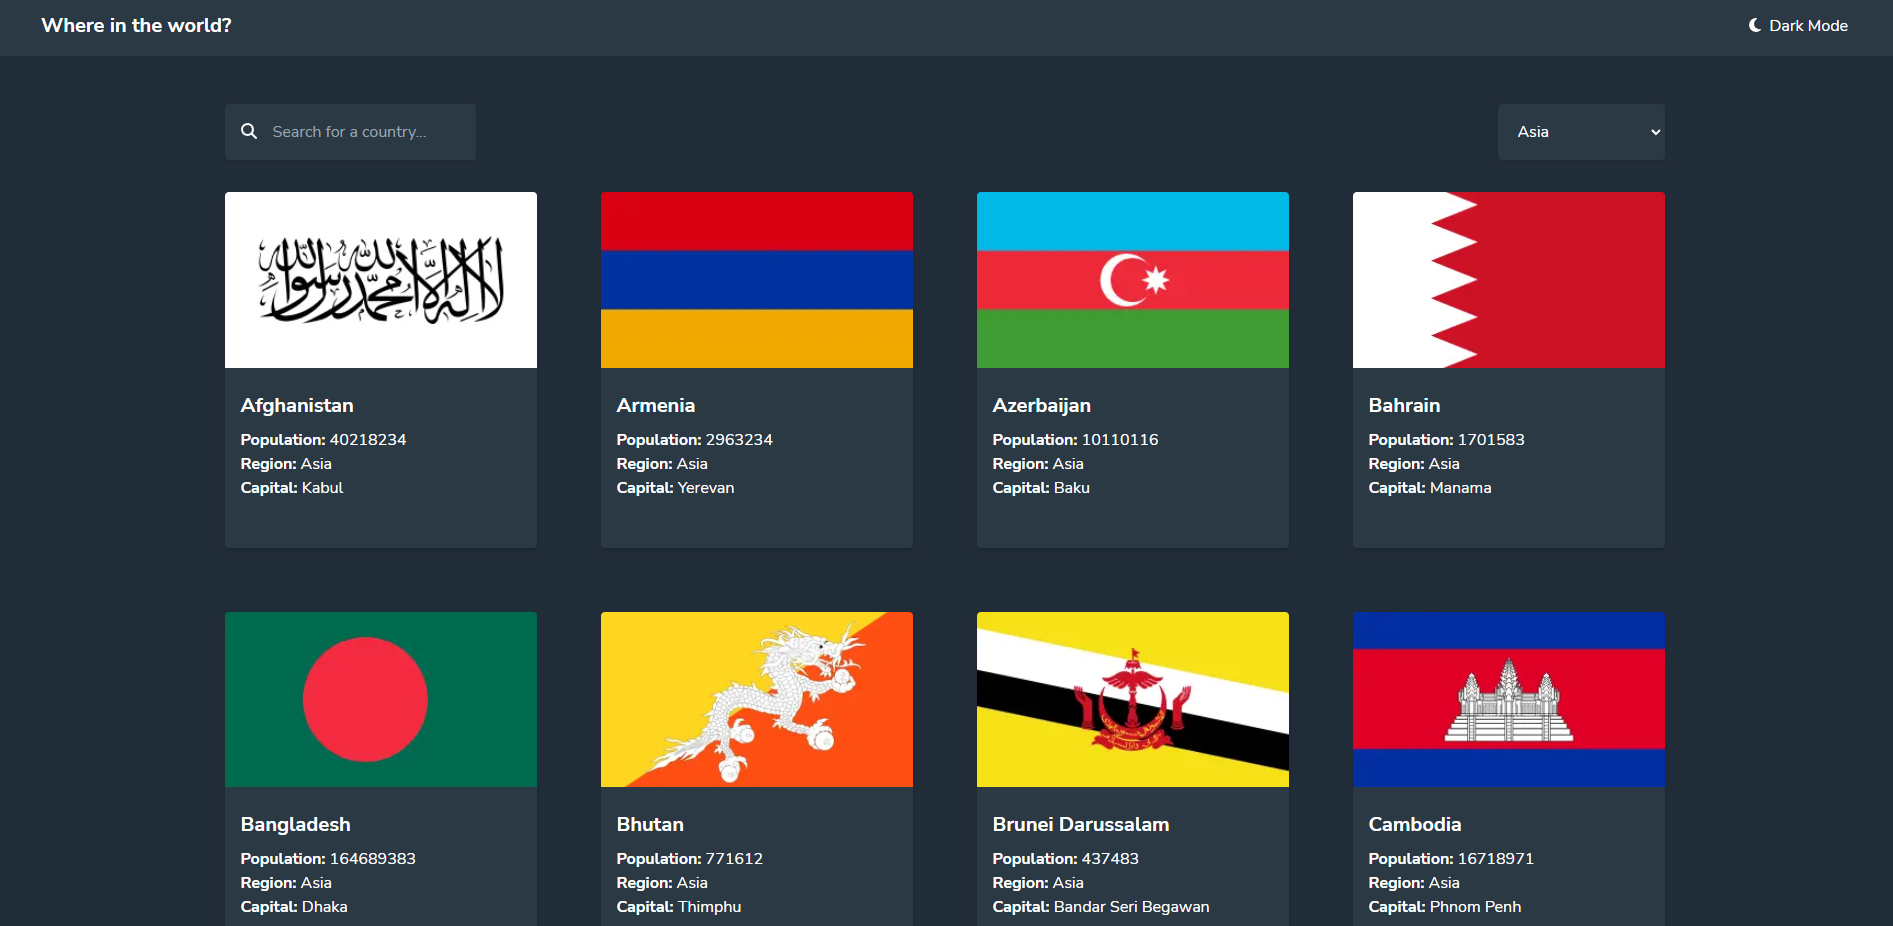 Where in the world?
Dark Mode
Search for a country...
Asia
لا إله إلا الله محمد رسول الله
Afghanistan
Population: 40218234
Region: Asia
Capital: Kabul
Armenia
Population: 2963234
Region: Asia
Capital: Yerevan
Azerbaijan
Population: 10110116
Region: Asia
Capital: Baku
Bahrain
Population: 1701583
Region: Asia
Capital: Manama
Bangladesh
Population: 164689383
Region: Asia
Capital: Dhaka
Bhutan
Population: 771612
Region: Asia
Capital: Thimphu
Brunei Darussalam
Population: 437483
Region: Asia
Capital: Bandar Seri Begawan
Cambodia
Population: 16718971
Region: Asia
Capital: Phnom Penh